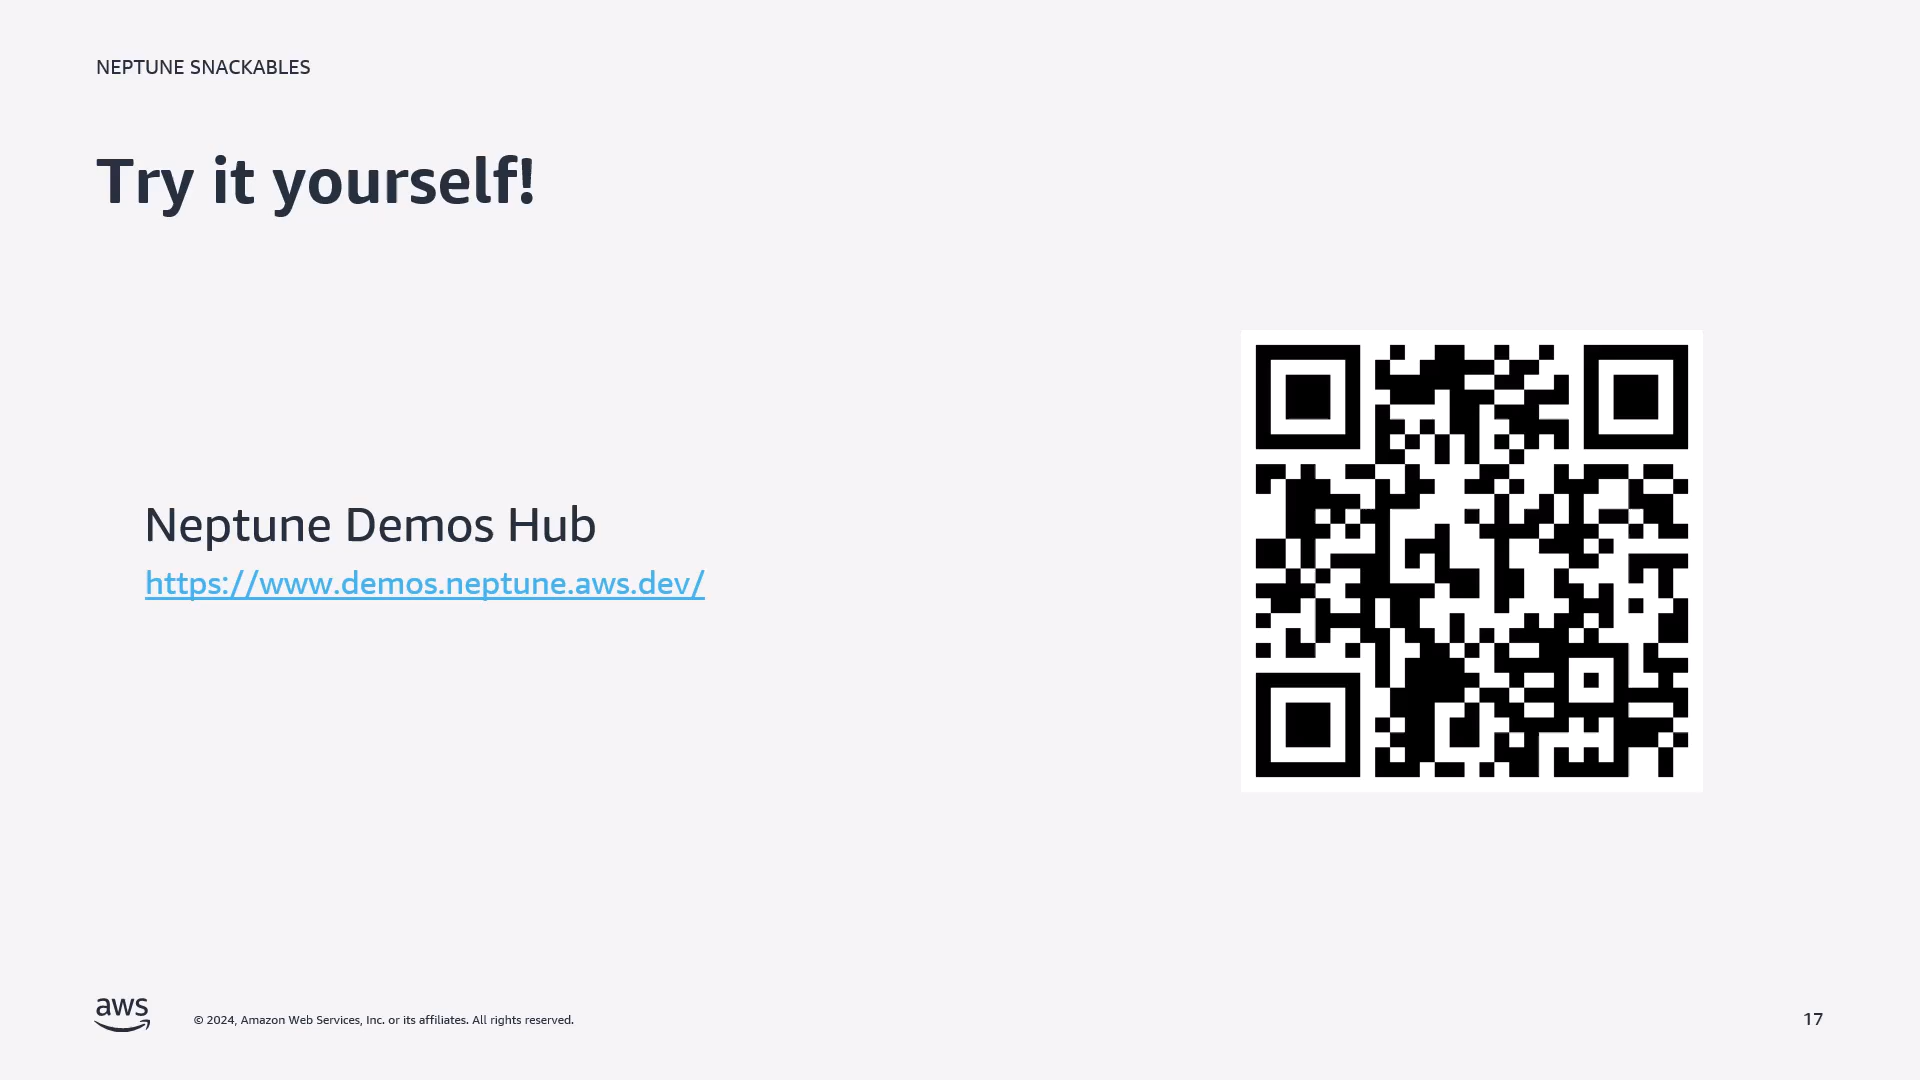 NEPTUNE SNACKABLES
Try it yourself!
Neptune Demos Hub
https://www.demos.neptune.aws.dev/
aws
© 2024, Amazon Web Services, Inc. or its affiliates. All rights reserved.
17